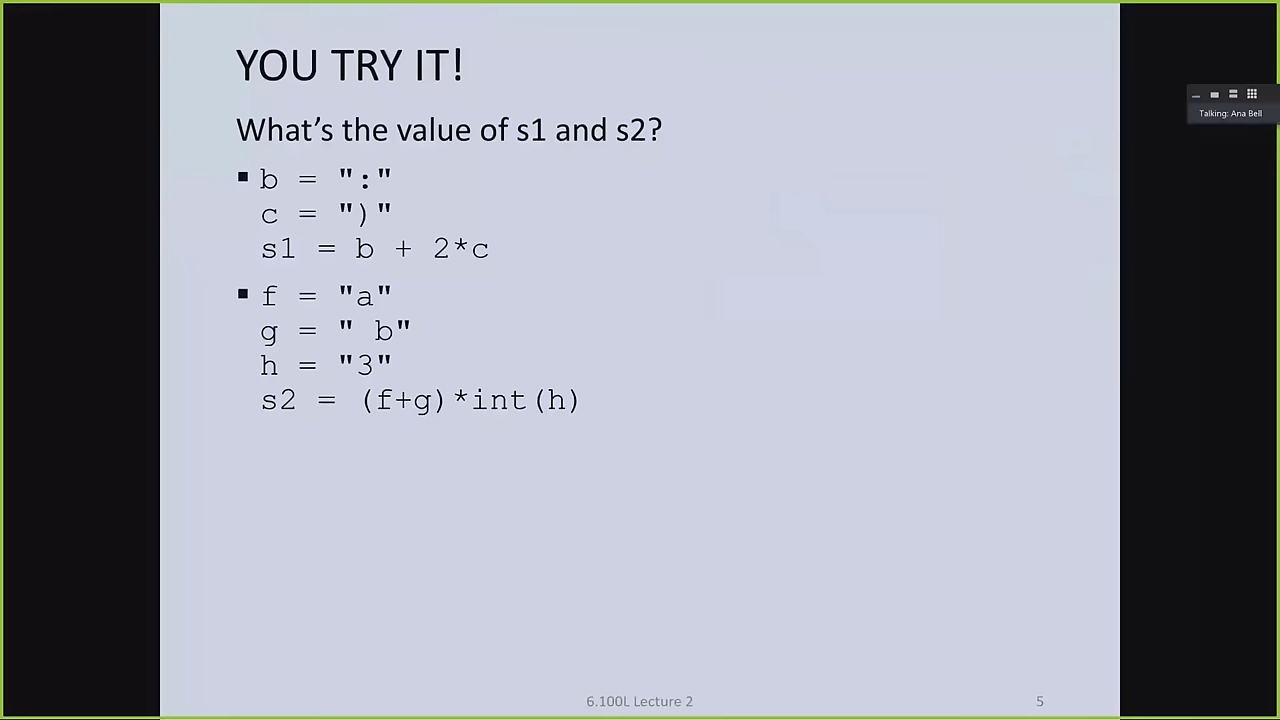 YOU TRY IT!
What’s the value of s1 and s2?
▪ b = ":"
c = ")"
s1 = b + 2*c
▪ f = "a"
g = " b"
h = "3"
s2 = (f+g)*int(h)
Talking: Ana Bell
6.100L Lecture 2
5